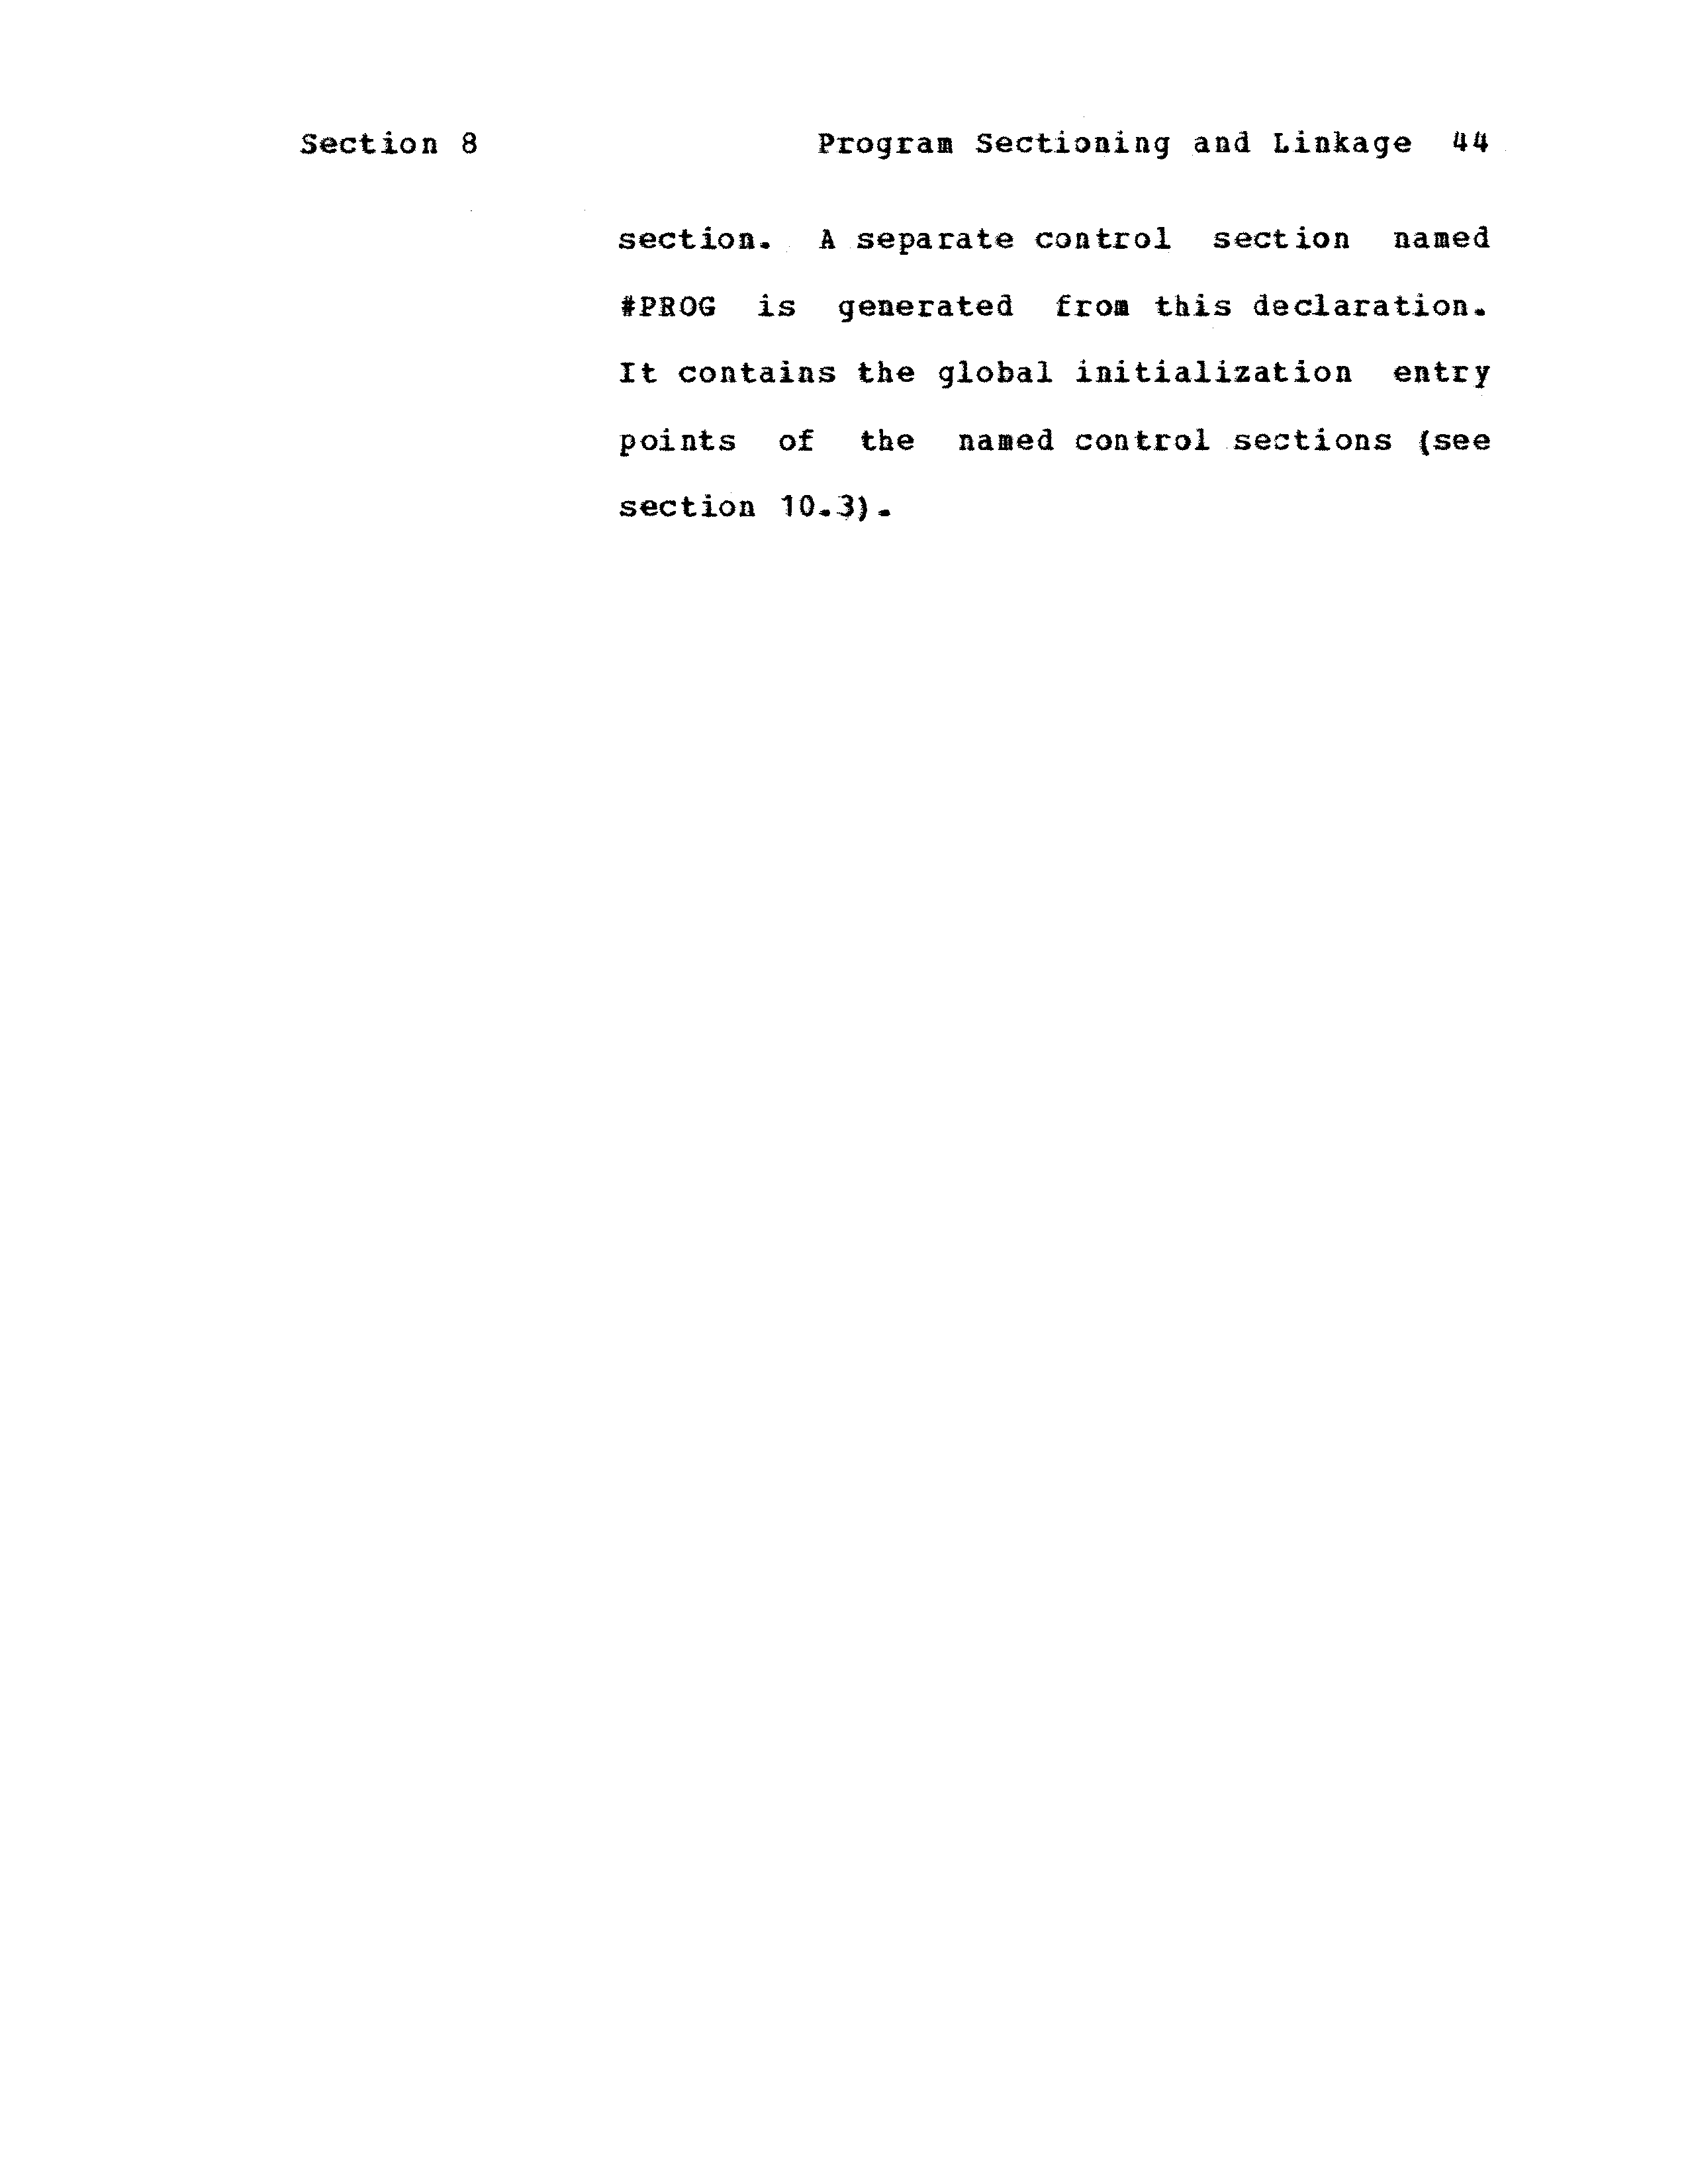 Section 8 Program Sectioning and Linkage 44
section. A separate control section named
#PROG is generated from this declaration.
It contains the global initialization entry
points of the named control sections (see
section 10.3).